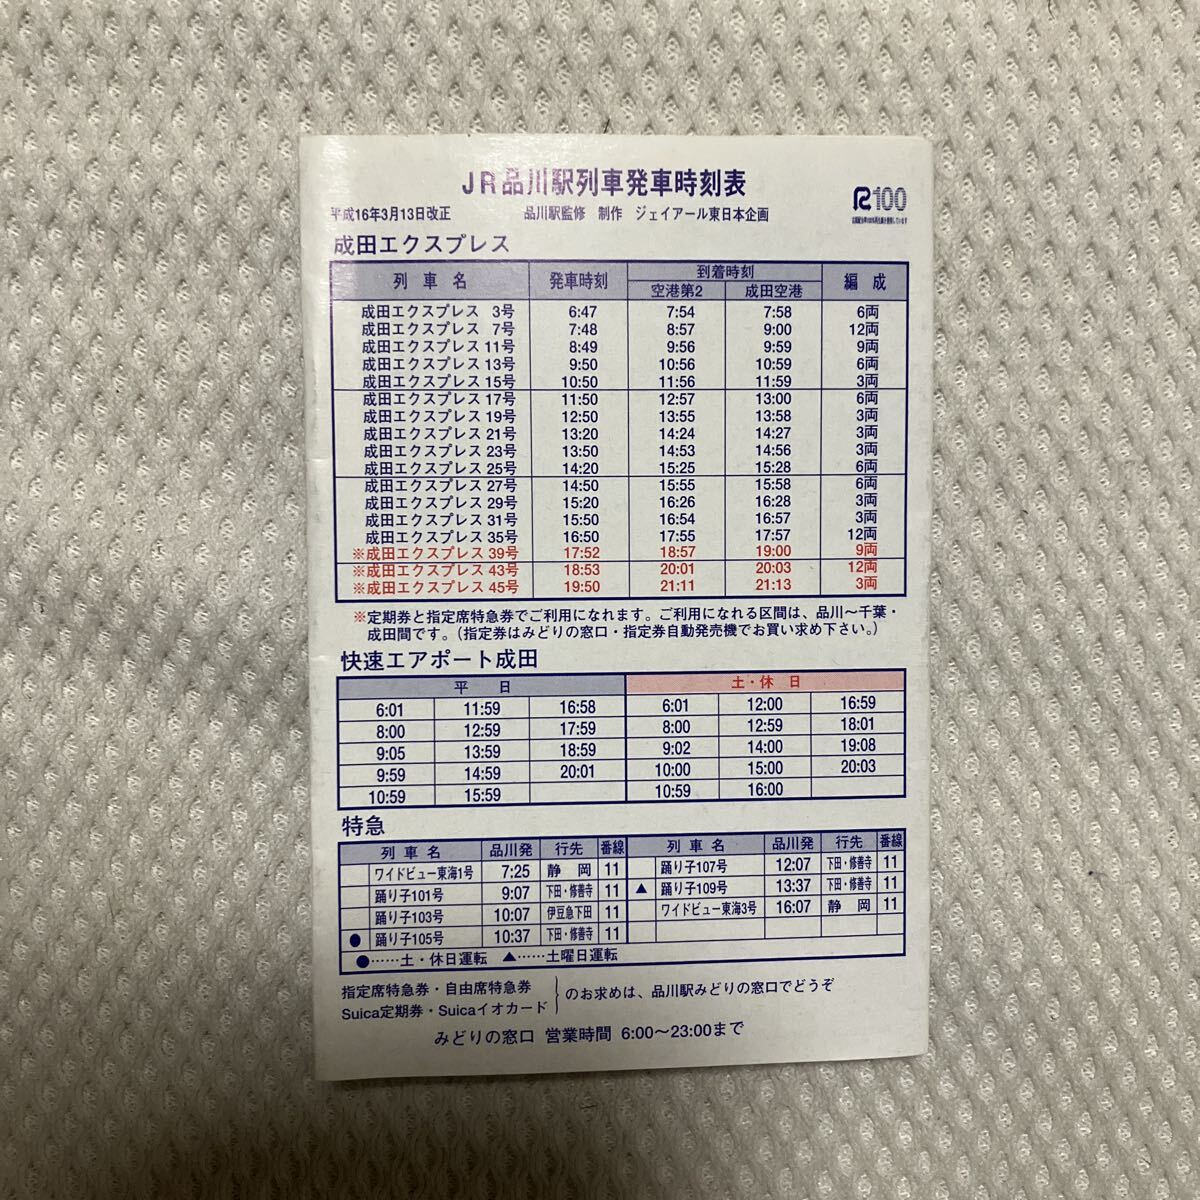 JR品川駅列車発車時刻表
平成16年3月13日改正 品川駅監修 制作 ジェイアール東日本企画
R100
成田エクスプレス
列車名 発車時刻 到着時刻 編成
空港第2 成田空港
成田エクスプレス 3号 6:47 7:54 7:58 6両
成田エクスプレス 7号 7:48 8:57 9:00 12両
成田エクスプレス 11号 8:49 9:56 9:59 9両
成田エクスプレス 13号 9:50 10:56 10:59 6両
成田エクスプレス 15号 10:50 11:56 11:59 3両
成田エクスプレス 17号 11:50 12:57 13:00 6両
成田エクスプレス 19号 12:50 13:55 13:58 3両
成田エクスプレス 21号 13:20 14:24 14:27 3両
成田エクスプレス 23号 13:50 14:53 14:56 3両
成田エクスプレス 25号 14:20 15:25 15:28 6両
成田エクスプレス 27号 14:50 15:55 15:58 6両
成田エクスプレス 29号 15:20 16:26 16:28 3両
成田エクスプレス 31号 15:50 16:54 16:57 3両
成田エクスプレス 35号 16:50 17:55 17:57 12両
※成田エクスプレス 39号 17:52 18:57 19:00 9両
※成田エクスプレス 43号 18:53 20:01 20:03 12両
※成田エクスプレス 45号 19:50 21:11 21:13 3両
※定期券と指定席特急券でご利用になれます。ご利用になれる区間は、品川〜千葉・
成田間です。（指定券はみどりの窓口・指定券自動発売機でお買い求め下さい。）
快速エアポート成田
平日 土・休日
6:01 11:59 16:58 6:01 12:00 16:59
8:00 12:59 17:59 8:00 12:59 18:01
9:05 13:59 18:59 9:02 14:00 19:08
9:59 14:59 20:01 10:00 15:00 20:03
10:59 15:59 10:59 16:00
特急
列車名 品川発 行先 番線 列車名 品川発 行先 番線
ワイドビュー東海1号 7:25 静岡 11 踊り子107号 12:07 下田・修善寺 11
踊り子101号 9:07 下田・修善寺 11 ▲ 踊り子109号 13:37 下田・修善寺 11
踊り子103号 10:07 伊豆急下田 11 ワイドビュー東海3号 16:07 静岡 11
● 踊り子105号 10:37 下田・修善寺 11
●……土・休日運転 ▲……土曜日運転
指定席特急券・自由席特急券
Suica定期券・Suicaイオカード }のお求めは、品川駅みどりの窓口でどうぞ
みどりの窓口 営業時間 6:00〜23:00まで